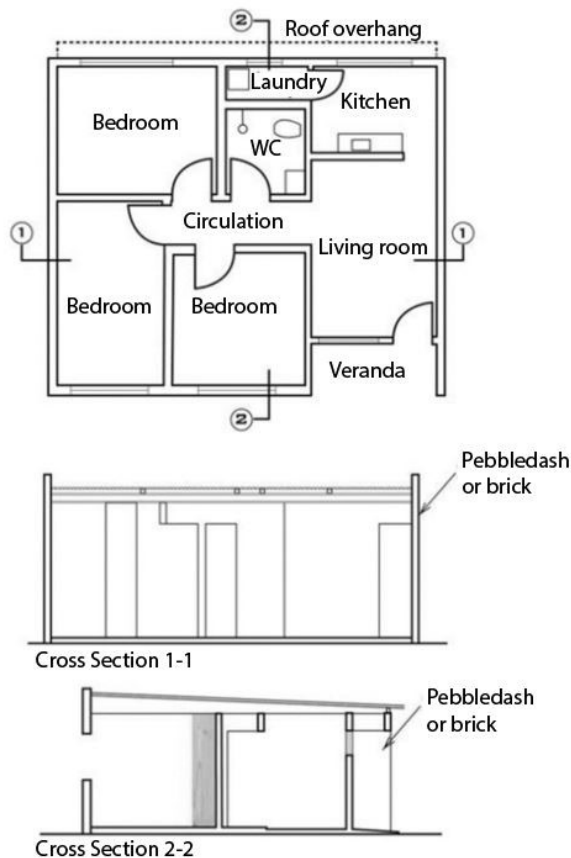 2
Roof overhang
Laundry
Kitchen
Bedroom
WC
Circulation
1
1
Living room
Bedroom
Bedroom
Veranda
2
Pebbledash
or brick
Cross Section 1-1
Pebbledash
or brick
Cross Section 2-2